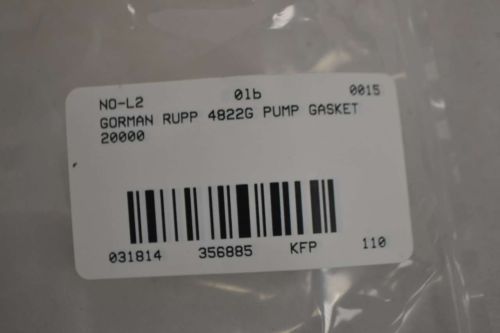 NO-L2 0lb 0015
GORMAN RUPP 4822G PUMP GASKET
20000
031814 356885 KFP 110